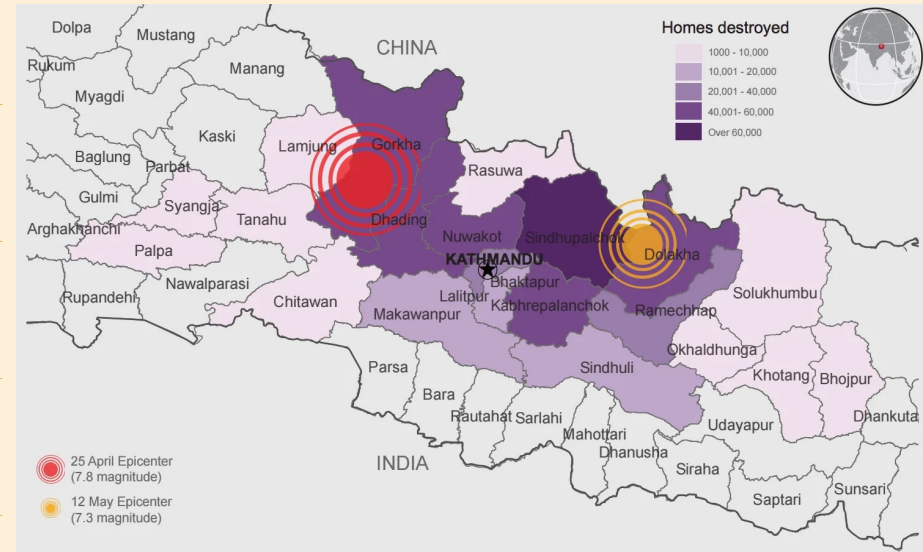 Dolpa
Mustang
CHINA
Homes destroyed
1000 - 10,000
10,001 - 20,000
20,001 - 40,000
40,001- 60,000
Over 60,000
Rukum
Manang
Myagdi
Kaski
Lamjung
Gorkha
Baglung
Parbat
Rasuwa
Gulmi
Syangja
Tanahu
Dhading
Arghakhanchi
Nuwakot
Sindhupalchok
Dolakha
Palpa
KATHMANDU
Bhaktapur
Nawalparasi
Rupandehi
Chitawan
Lalitpur
Kabhrepalanchok
Solukhumbu
Makawanpur
Ramechhap
Okhaldhunga
Parsa
Sindhuli
Khotang
Bhojpur
Bara
Rautahat
Sarlahi
Mahottari
Dhanusha
Udayapur
Dhankuta
INDIA
Siraha
Saptari
Sunsari
25 April Epicenter
(7.8 magnitude)
12 May Epicenter
(7.3 magnitude)